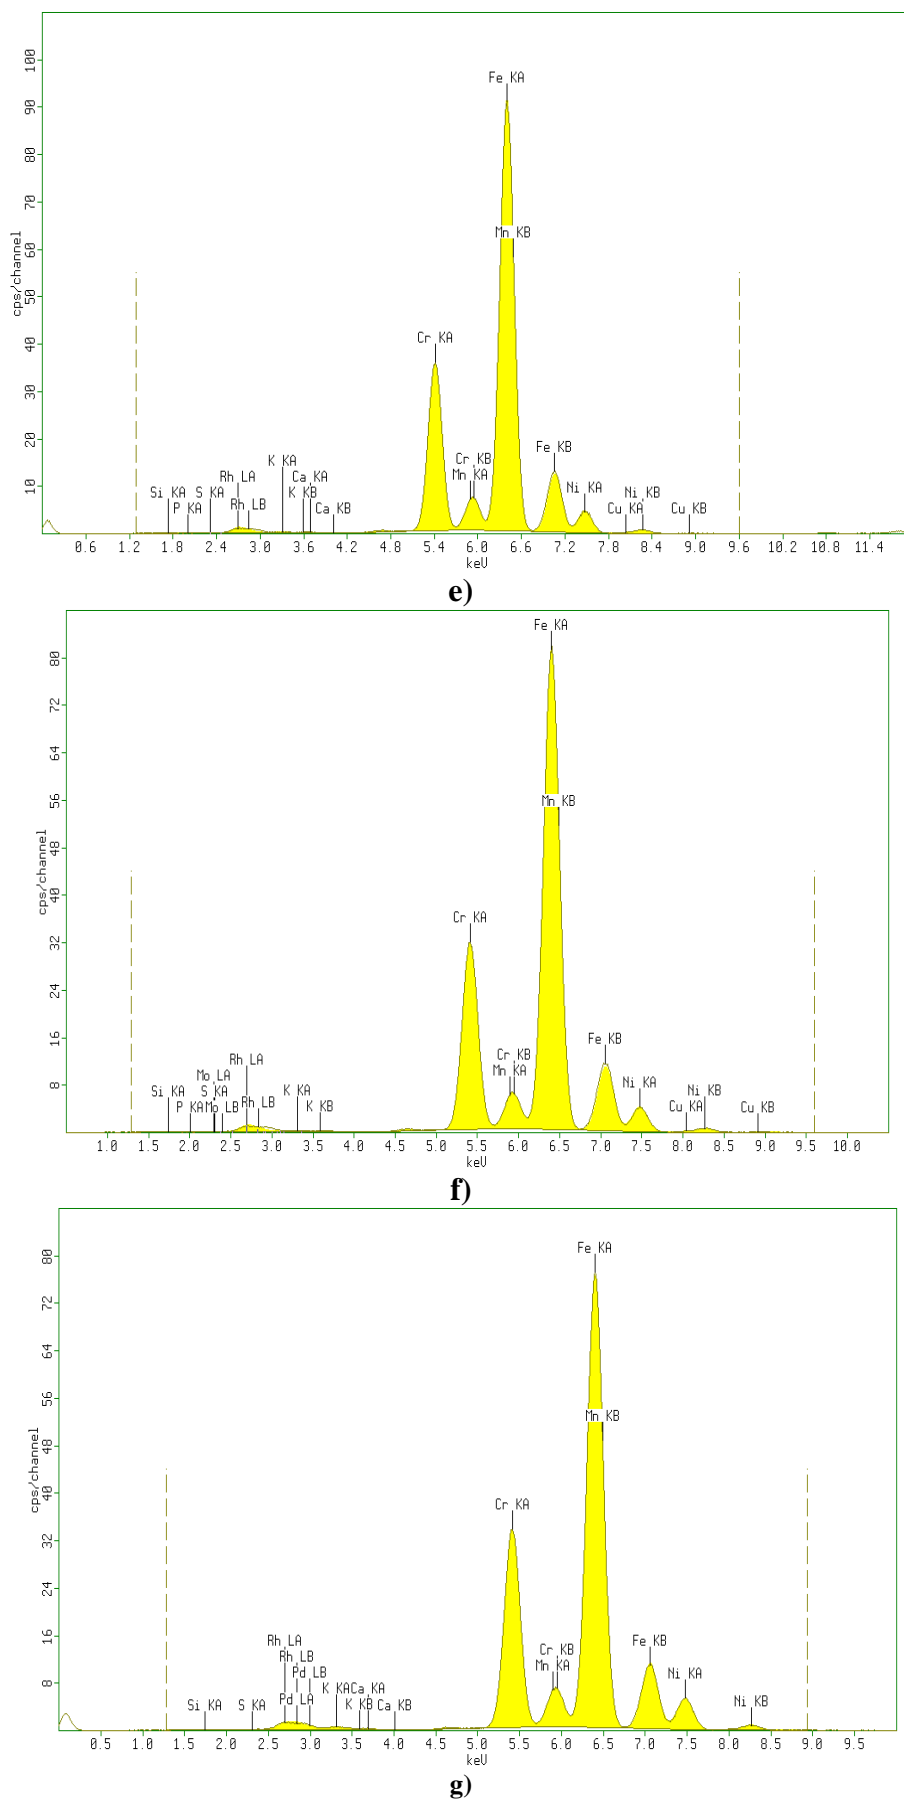 100
90
80
70
60
50
40
30
20
10
cps/channel
Fe KA
Mn KB
Cr KA
Cr KB
Mn KA
Fe KB
Ni KA
Ni KB
Cu KA
Cu KB
K KA
Rh LA
Ca KA
Si KA
S KA
K KB
P KA
Rh LB
Ca KB
0.6 1.2 1.8 2.4 3.0 3.6 4.2 4.8 5.4 6.0 6.6 7.2 7.8 8.4 9.0 9.6 10.2 10.8 11.4
keU
e)
80
72
64
56
48
40
32
24
16
8
cps/channel
Fe KA
Mn KB
Cr KA
Cr KB
Mn KA
Fe KB
Ni KA
Ni KB
Cu KA
Cu KB
Rh LA
Mo LA
Si KA
S KA
K KA
P KA
Mo LB
Rh LB
K KB
1.0 1.5 2.0 2.5 3.0 3.5 4.0 4.5 5.0 5.5 6.0 6.5 7.0 7.5 8.0 8.5 9.0 9.5 10.0
keU
f)
80
72
64
56
48
40
32
24
16
8
cps/channel
Fe KA
Mn KB
Cr KA
Cr KB
Mn KA
Fe KB
Ni KA
Ni KB
Rh LA
Rh LB
Pd LB
K KA
Ca KA
Si KA
S KA
Pd LA
K KB
Ca KB
0.5 1.0 1.5 2.0 2.5 3.0 3.5 4.0 4.5 5.0 5.5 6.0 6.5 7.0 7.5 8.0 8.5 9.0 9.5
keU
g)